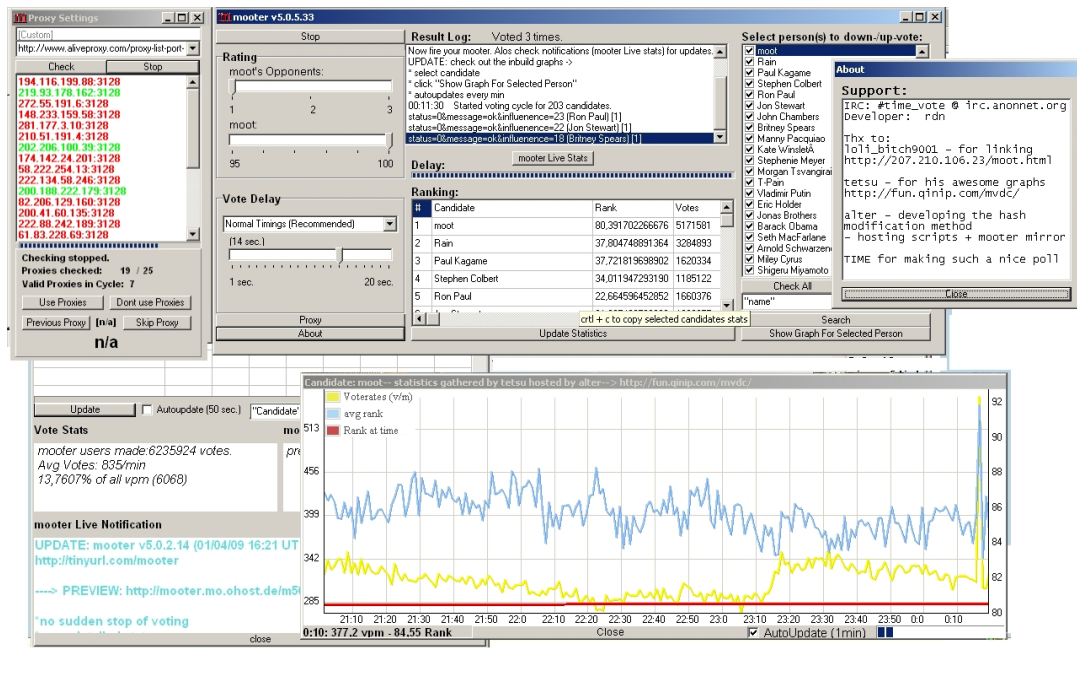 Proxy Settings
[Custom]
http://www.aliveproxy.com/proxy-list-port-
Check
Stop
194.116.199.88:3128
219.93.178.162:3128
272.55.191.6:3128
148.233.159.58:3128
281.177.3.10:3128
210.51.191.4:3128
202.206.100.39:3128
174.142.24.201:3128
58.222.254.13:3128
222.134.58.246:3128
200.188.222.179:3128
82.206.129.160:3128
200.41.60.135:3128
222.88.242.189:3128
61.83.228.69:3128
Checking stopped.
Proxies checked: 19 / 25
Valid Proxies in Cycle: 7
Use Proxies
Dont use Proxies
Previous Proxy
[n/a]
Skip Proxy
n/a
mooter v5.0.5.33
Stop
Rating
moot's Opponents:
1 2 3
moot
95 100
Vote Delay
Normal Timings (Recommended)
(14 sec.)
1 sec. 20 sec.
Proxy
About
Result Log: Voted 3 times.
Now fire your mooter. Alos check notifications (mooter Live stats) for updates.
UPDATE: check out the inbuild graphs ->
* select candidate
* click "Show Graph For Selected Person"
* autoupdates every min
00:11:30 Started voting cycle for 203 candidates.
status=0&message=ok&influenence=23 (Ron Paul) [1]
status=0&message=ok&influenence=22 (Jon Stewart) [1]
status=0&message=ok&influenence=18 (Britney Spears) [1]
mooter Live Stats
Delay:
Ranking:
# Candidate Rank Votes
1 moot 80,391702266676 5171581
2 Rain 37,804748891364 3284893
3 Paul Kagame 37,721819698902 1620334
4 Stephen Colbert 34,011947293190 1185122
5 Ron Paul 22,664596452852 1660376
crtl + c to copy selected candidates stats
Update Statistics
Select person(s) to down-/up-vote:
moot
Rain
Paul Kagame
Stephen Colbert
Ron Paul
Jon Stewart
John Chambers
Britney Spears
Manny Pacquiao
Kate WinsletA
Stephenie Meyer
Morgan Tsvangirai
T-Pain
Vladimir Putin
Eric Holder
Jonas Brothers
Barack Obama
Seth MacFarlane
Arnold Schwarzen
Miley Cyrus
Shigeru Miyamoto
Check All
"name"
Search
Show Graph For Selected Person
About
Support:
IRC: #time_vote @ irc.anonnet.org
Developer: rdn
Thx to:
loli_bitch9001 - for linking
http://207.210.106.23/moot.html
tetsu - for his awesome graphs
http://fun.qinip.com/mvdc/
alter - developing the hash
modification method
- hosting scripts + mooter mirror
TIME for making such a nice poll
Close
Update
Autoupdate (50 sec.)
"Candidate"
Vote Stats
mo
mooter users made:6235924 votes.
Avg Votes: 835/min
13,7607% of all vpm (6068)
pre
mooter Live Notification
UPDATE: mooter v5.0.2.14 (01/04/09 16:21 UT
http://tinyurl.com/mooter
----> PREVIEW: http://mooter.mo.ohost.de/m50
*no sudden stop of voting
close
Candidate: moot-- statistics gathered by tetsu hosted by alter--> http://fun.qinip.com/mvdc/
Voterates (v/m)
avg rank
Rank at time
513
456
399
342
285
92
90
88
86
84
82
80
21:10 21:20 21:30 21:40 21:50 22:0 22:10 22:20 22:30 22:40 22:50 23:0 23:10 23:20 23:30 23:40 23:50 0:0 0:10
0:10: 377,2 vpm - 84,55 Rank
Close
AutoUpdate (1min)